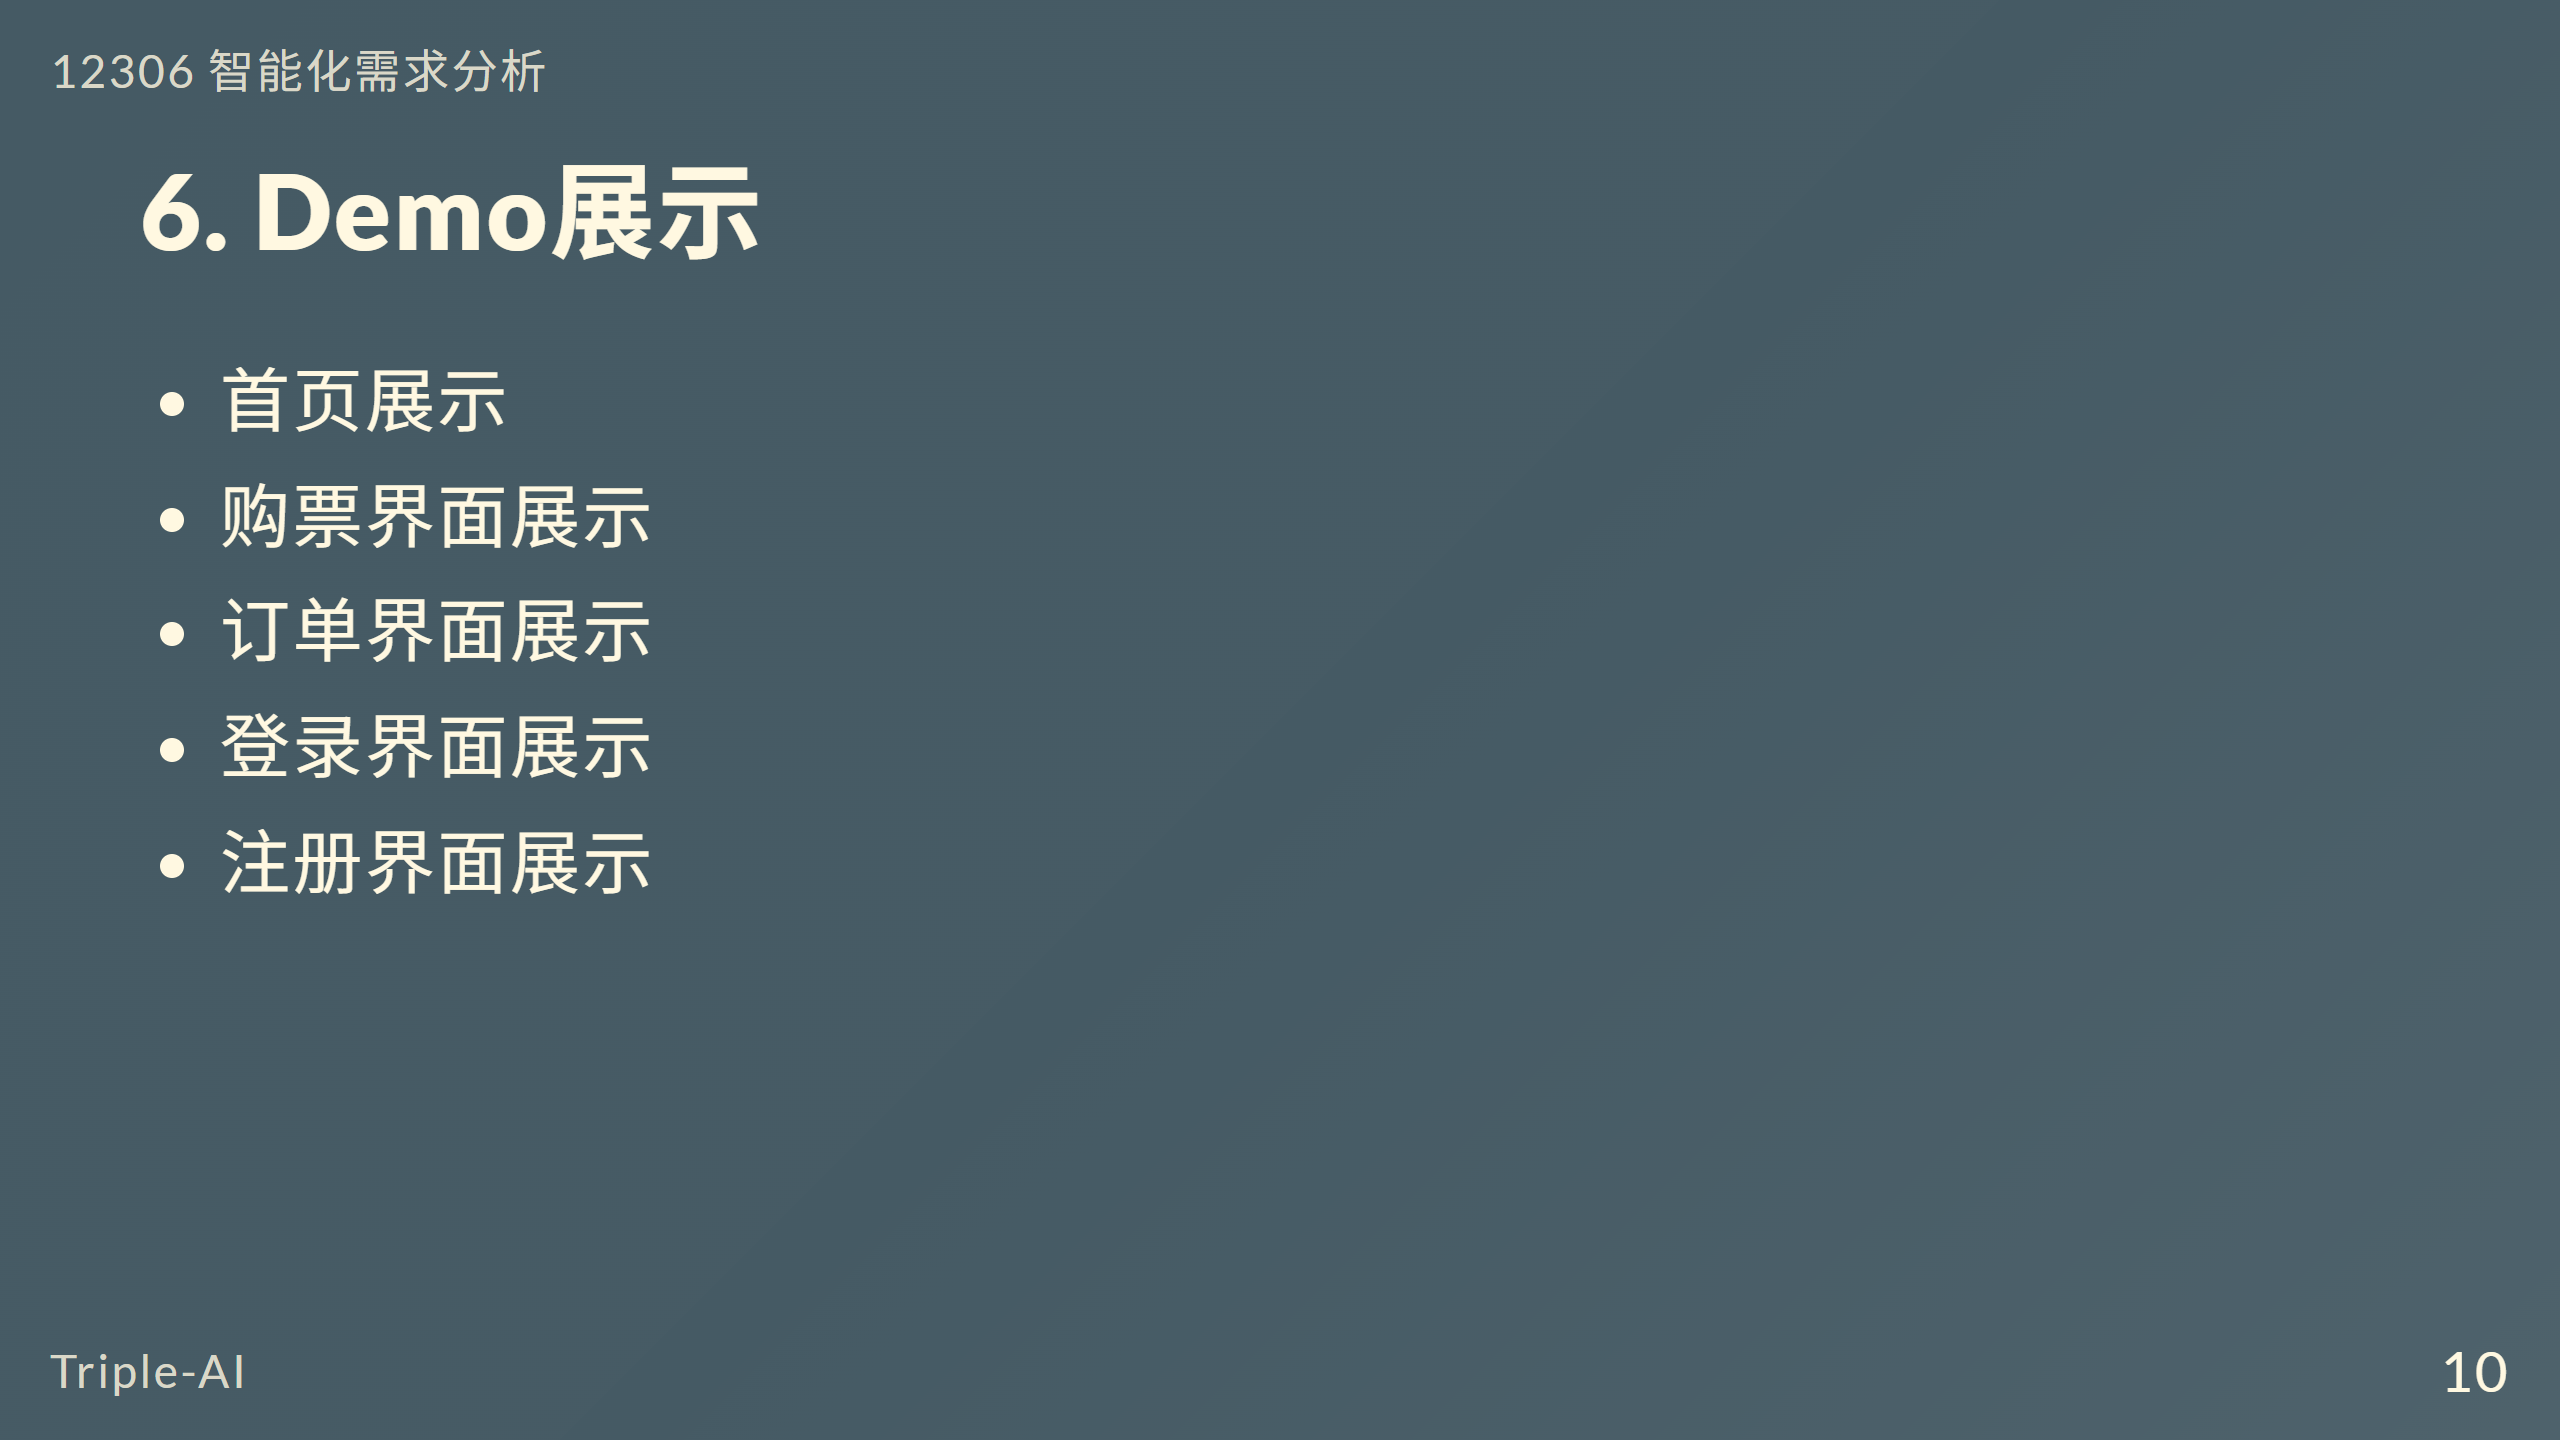 12306 智能化需求分析
6. Demo展示
• 首页展示
• 购票界面展示
• 订单界面展示
• 登录界面展示
• 注册界面展示
Triple-AI
10